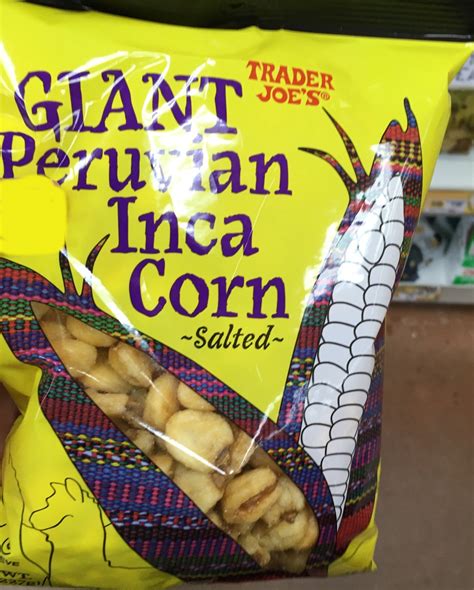 TRADER
JOE'S®
GIANT
Peruvian
Inca
Corn
~Salted~